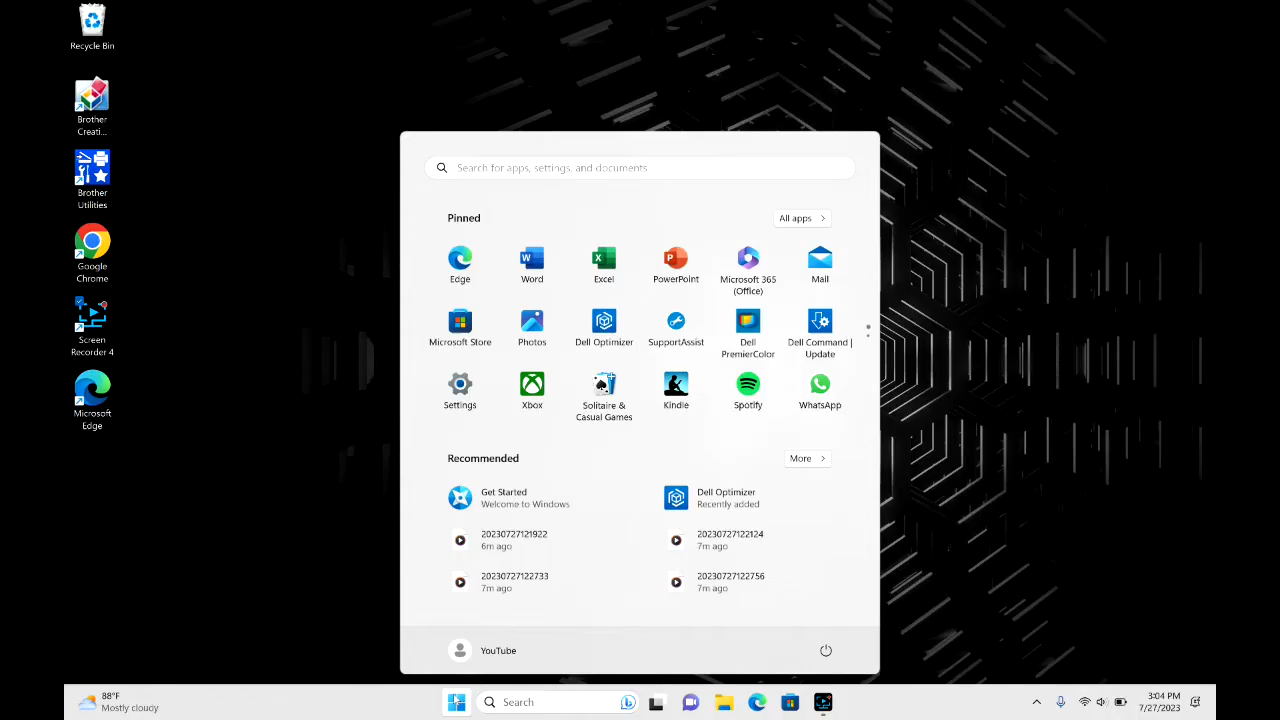 Recycle Bin
Brother
Creati...
Brother
Utilities
Google
Chrome
Screen
Recorder 4
Microsoft
Edge
Search for apps, settings, and documents
Pinned
All apps
Edge
Word
Excel
PowerPoint
Microsoft 365
(Office)
Mail
Microsoft Store
Photos
Dell Optimizer
SupportAssist
Dell
PremierColor
Dell Command |
Update
Settings
Xbox
Solitaire &
Casual Games
Kindle
Spotify
WhatsApp
Recommended
More
Get Started
Welcome to Windows
Dell Optimizer
Recently added
20230727121922
6m ago
20230727122124
7m ago
20230727122733
7m ago
20230727122756
7m ago
YouTube
88°F
Mostly cloudy
Search
3:04 PM
7/27/2023